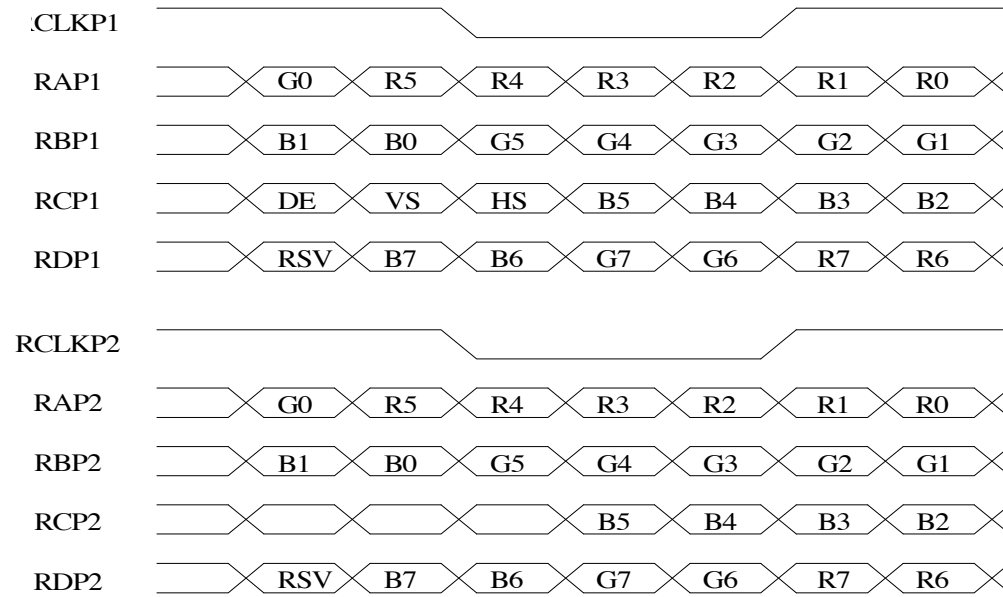 RCLKP1
RAP1 G0 R5 R4 R3 R2 R1 R0
RBP1 B1 B0 G5 G4 G3 G2 G1
RCP1 DE VS HS B5 B4 B3 B2
RDP1 RSV B7 B6 G7 G6 R7 R6
RCLKP2
RAP2 G0 R5 R4 R3 R2 R1 R0
RBP2 B1 B0 G5 G4 G3 G2 G1
RCP2 B5 B4 B3 B2
RDP2 RSV B7 B6 G7 G6 R7 R6